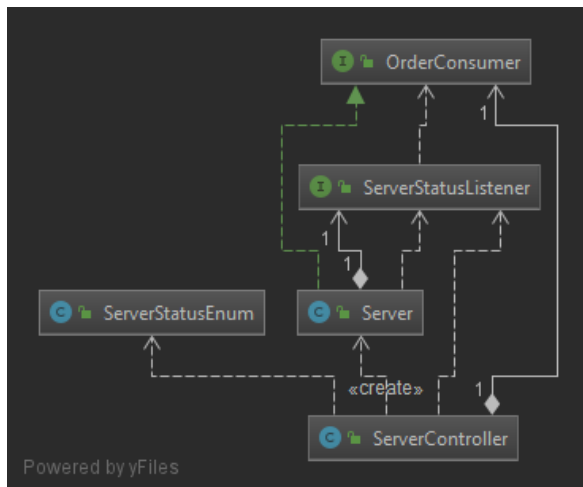 I OrderConsumer
1
I ServerStatusListener
1
1
C ServerStatusEnum
C Server
«create»
1
C ServerController
Powered by yFiles